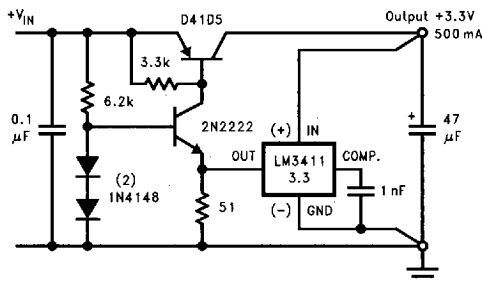 +VIN
D41D5
Output +3.3V
500 mA
3.3k
6.2k
0.1
μF
2N2222
(+)
IN
+
47
μF
OUT
LM3411
3.3
COMP.
(2)
1N4148
51
(-)
GND
1 nF